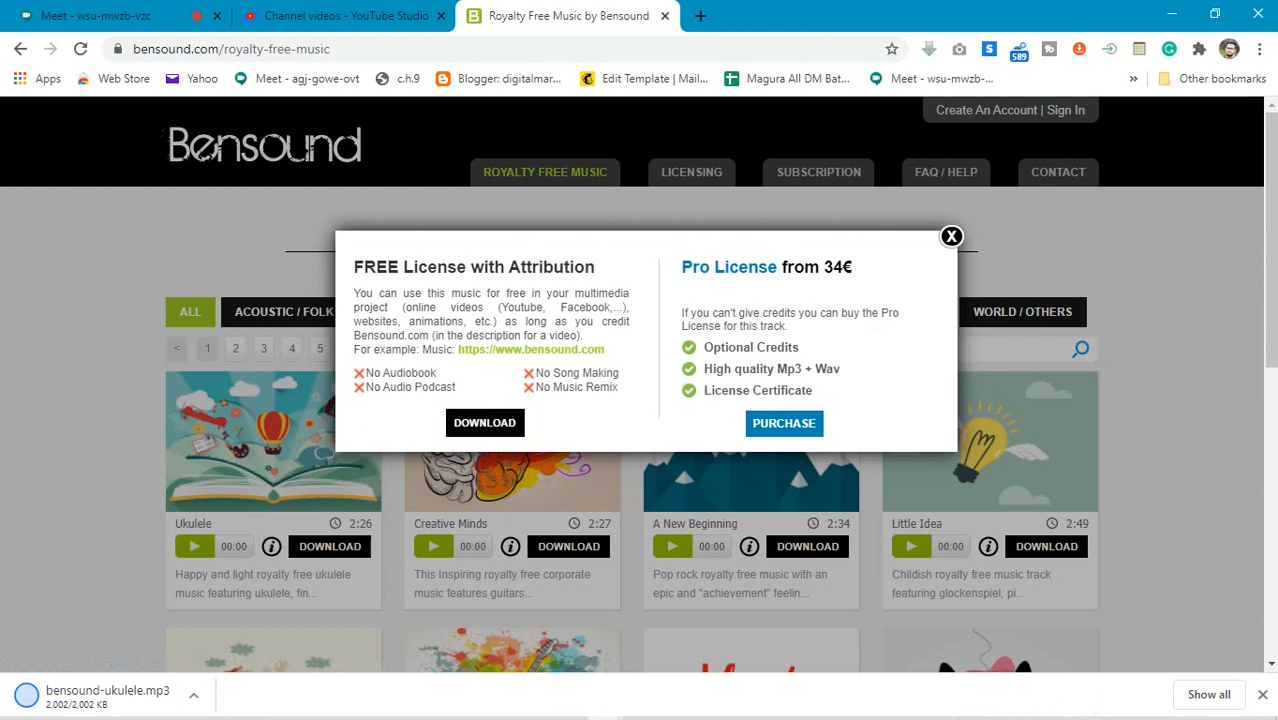 Meet - wsu-mwzb-vzc
Channel videos - YouTube Studio
Royalty Free Music by Bensound
bensound.com/royalty-free-music
589
Apps
Web Store
Yahoo
Meet - agj-gowe-ovt
c.h.9
Blogger: digitalmar...
Edit Template | Mail...
Magura All DM Bat...
Meet - wsu-mwzb-...
»
Other bookmarks
Create An Account | Sign In
Bensound
ROYALTY FREE MUSIC
LICENSING
SUBSCRIPTION
FAQ / HELP
CONTACT
X
FREE License with Attribution
You can use this music for free in your multimedia
project (online videos (Youtube, Facebook,...),
websites, animations, etc.) as long as you credit
Bensound.com (in the description for a video).
For example: Music: https://www.bensound.com
No Audiobook
No Song Making
No Audio Podcast
No Music Remix
DOWNLOAD
Pro License from 34€
If you can't give credits you can buy the Pro
License for this track.
Optional Credits
High quality Mp3 + Wav
License Certificate
PURCHASE
ALL
ACOUSTIC / FOLK
WORLD / OTHERS
< 1 2 3 4 5
Ukulele
2:26
00:00
DOWNLOAD
Happy and light royalty free ukulele
music featuring ukulele, fin...
Creative Minds
2:27
00:00
DOWNLOAD
This Inspiring royalty free corporate
music features guitars...
A New Beginning
2:34
00:00
DOWNLOAD
Pop rock royalty free music with an
epic and "achievement" feelin...
Little Idea
2:49
00:00
DOWNLOAD
Childish royalty free music track
featuring glockenspiel, pi...
bensound-ukulele.mp3
2,002/2,002 KB
Show all